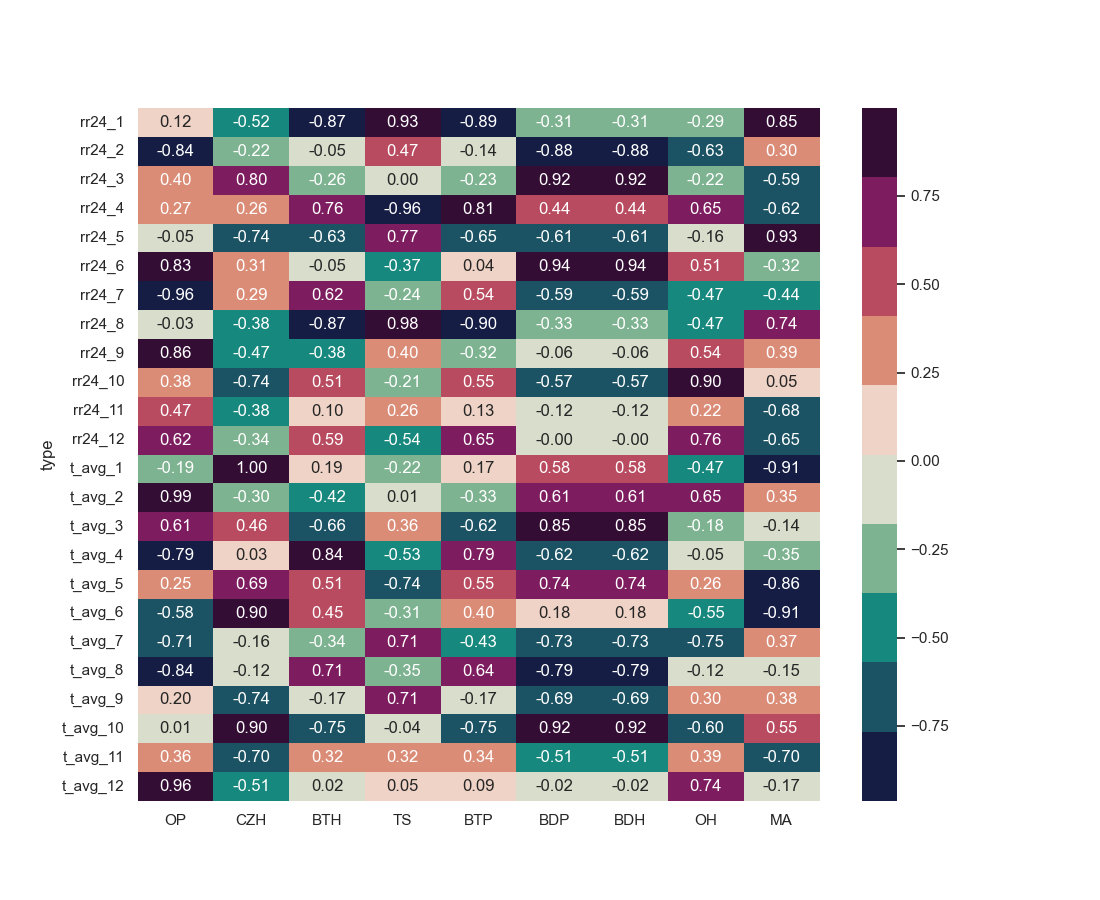 rr24_1 0.12 -0.52 -0.87 0.93 -0.89 -0.31 -0.31 -0.29 0.85
rr24_2 -0.84 -0.22 -0.05 0.47 -0.14 -0.88 -0.88 -0.63 0.30
rr24_3 0.40 0.80 -0.26 0.00 -0.23 0.92 0.92 -0.22 -0.59
rr24_4 0.27 0.26 0.76 -0.96 0.81 0.44 0.44 0.65 -0.62
rr24_5 -0.05 -0.74 -0.63 0.77 -0.65 -0.61 -0.61 -0.16 0.93
rr24_6 0.83 0.31 -0.05 -0.37 0.04 0.94 0.94 0.51 -0.32
rr24_7 -0.96 0.29 0.62 -0.24 0.54 -0.59 -0.59 -0.47 -0.44
rr24_8 -0.03 -0.38 -0.87 0.98 -0.90 -0.33 -0.33 -0.47 0.74
rr24_9 0.86 -0.47 -0.38 0.40 -0.32 -0.06 -0.06 0.54 0.39
rr24_10 0.38 -0.74 0.51 -0.21 0.55 -0.57 -0.57 0.90 0.05
rr24_11 0.47 -0.38 0.10 0.26 0.13 -0.12 -0.12 0.22 -0.68
rr24_12 0.62 -0.34 0.59 -0.54 0.65 -0.00 -0.00 0.76 -0.65
t_avg_1 -0.19 1.00 0.19 -0.22 0.17 0.58 0.58 -0.47 -0.91
t_avg_2 0.99 -0.30 -0.42 0.01 -0.33 0.61 0.61 0.65 0.35
t_avg_3 0.61 0.46 -0.66 0.36 -0.62 0.85 0.85 -0.18 -0.14
t_avg_4 -0.79 0.03 0.84 -0.53 0.79 -0.62 -0.62 -0.05 -0.35
t_avg_5 0.25 0.69 0.51 -0.74 0.55 0.74 0.74 0.26 -0.86
t_avg_6 -0.58 0.90 0.45 -0.31 0.40 0.18 0.18 -0.55 -0.91
t_avg_7 -0.71 -0.16 -0.34 0.71 -0.43 -0.73 -0.73 -0.75 0.37
t_avg_8 -0.84 -0.12 0.71 -0.35 0.64 -0.79 -0.79 -0.12 -0.15
t_avg_9 0.20 -0.74 -0.17 0.71 -0.17 -0.69 -0.69 0.30 0.38
t_avg_10 0.01 0.90 -0.75 -0.04 -0.75 0.92 0.92 -0.60 0.55
t_avg_11 0.36 -0.70 0.32 0.32 0.34 -0.51 -0.51 0.39 -0.70
t_avg_12 0.96 -0.51 0.02 0.05 0.09 -0.02 -0.02 0.74 -0.17
OP CZH BTH TS BTP BDP BDH OH MA
type
0.75
0.50
0.25
0.00
−0.25
−0.50
−0.75